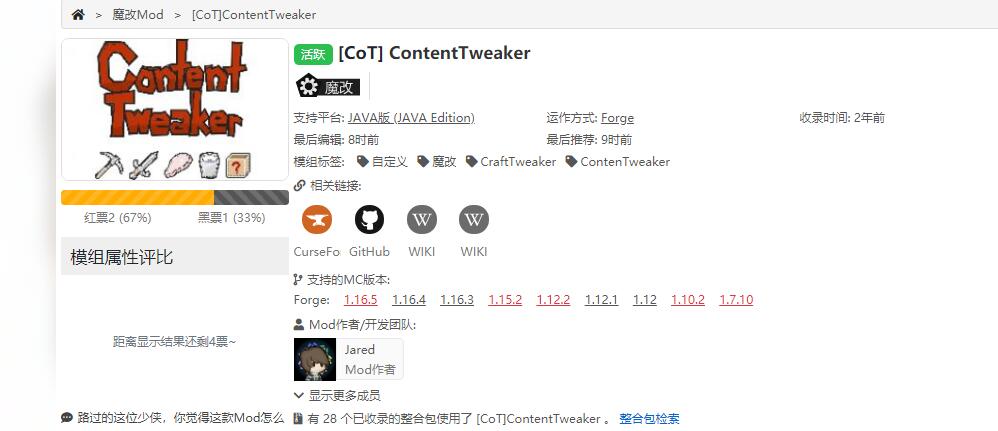 > 魔改Mod > [CoT]ContentTweaker
Content
Tweaker
?
红票2 (67%) 黑票1 (33%)
模组属性评比
距离显示结果还剩4票~
路过的这位少侠，你觉得这款Mod怎么
活跃 [CoT] ContentTweaker
魔改
支持平台: JAVA版 (JAVA Edition) 运作方式: Forge 收录时间: 2年前
最后编辑: 8时前 最后推荐: 9时前
模组标签: 自定义 魔改 CraftTweaker ContenTweaker
相关链接:
W W
CurseFo GitHub WIKI WIKI
支持的MC版本:
Forge: 1.16.5 1.16.4 1.16.3 1.15.2 1.12.2 1.12.1 1.12 1.10.2 1.7.10
Mod作者/开发团队:
Jared
Mod作者
显示更多成员
有 28 个已收录的整合包使用了 [CoT]ContentTweaker 。 整合包检索